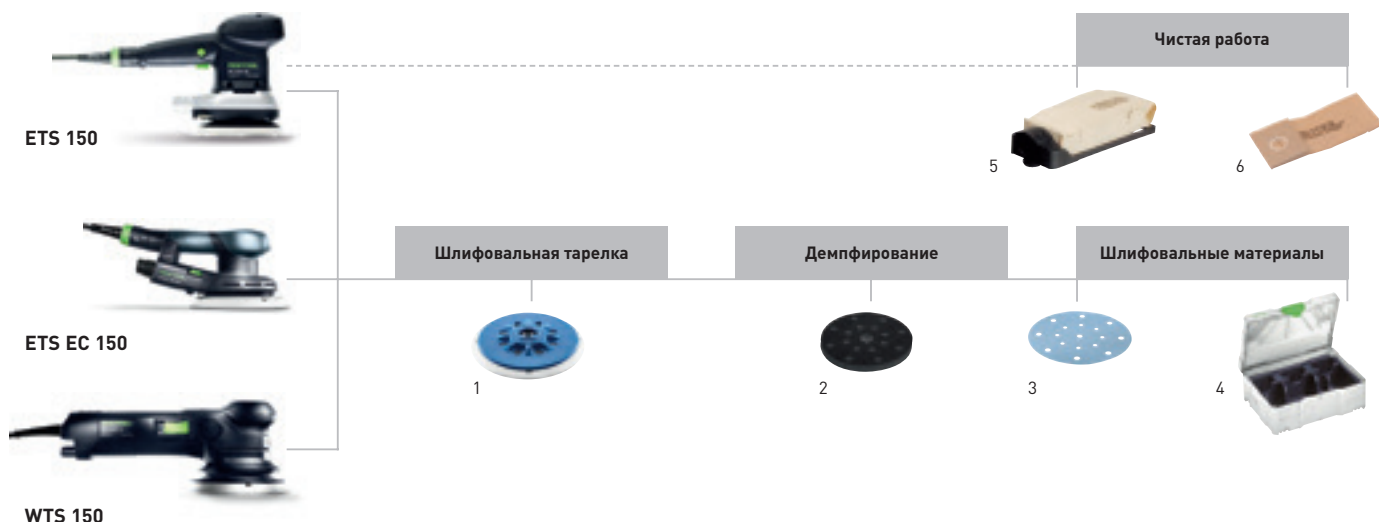 Чистая работа
ETS 150
5
6
Шлифовальная тарелка
Демпфирование
Шлифовальные материалы
ETS EC 150
1
2
3
4
WTS 150